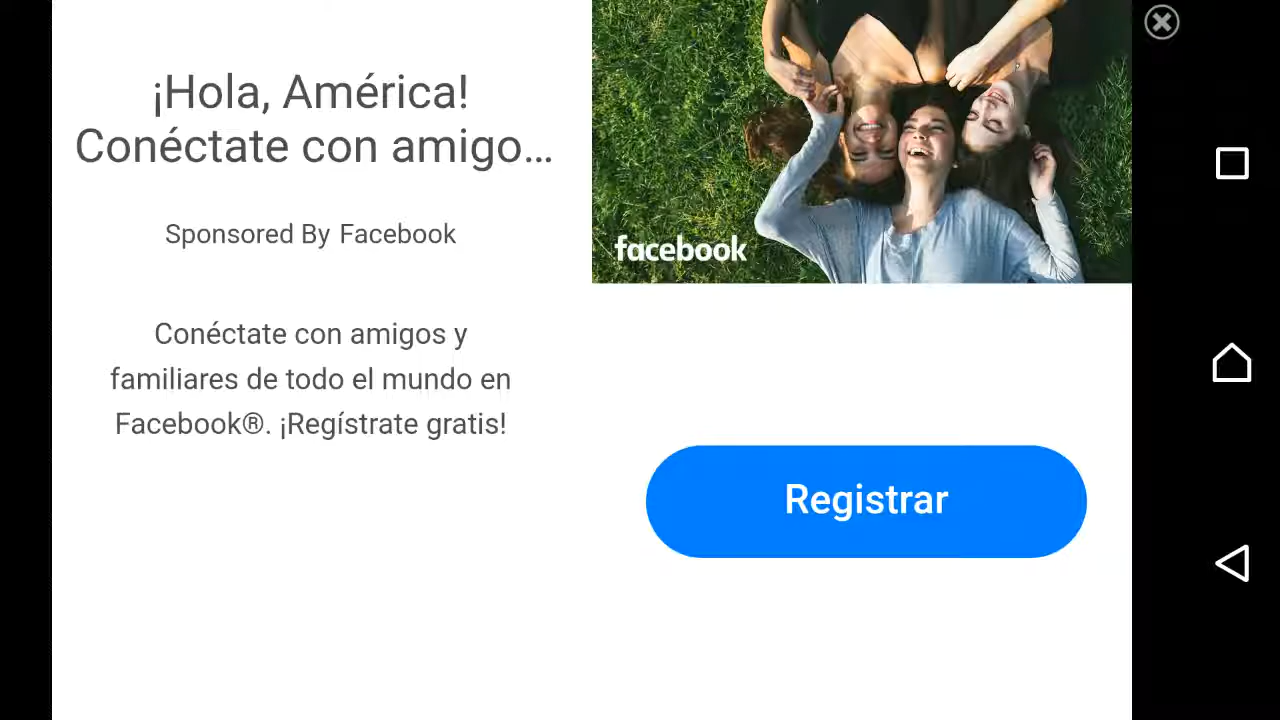 ¡Hola, América!
Conéctate con amigo...
Sponsored By Facebook
Conéctate con amigos y
familiares de todo el mundo en
Facebook®. ¡Regístrate gratis!
facebook
Registrar